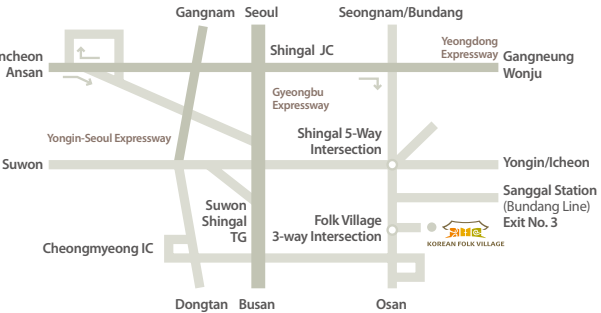 Gangnam
Seoul
Seongnam/Bundang
Yeongdong
Expressway
Shingal JC
Ansan
Gangneung
Wonju
Gyeongbu
Expressway
Yongin-Seoul Expressway
Shingal 5-Way
Intersection
Suwon
Yongin/Icheon
Sanggal Station
(Bundang Line)
Exit No. 3
Suwon
Shingal
TG
Folk Village
3-way Intersection
KOREAN FOLK VILLAGE
Cheongmyeong IC
Dongtan
Busan
Osan